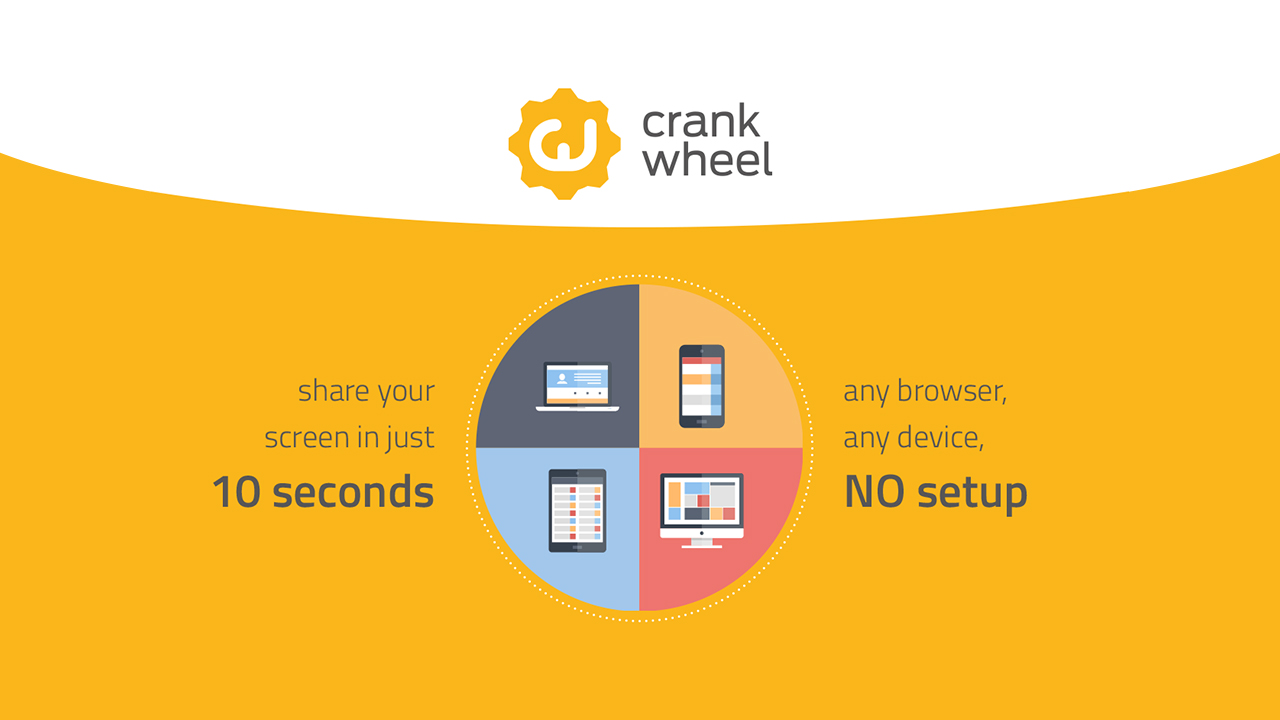 crank
wheel
share your
screen in just
10 seconds
any browser,
any device,
NO setup